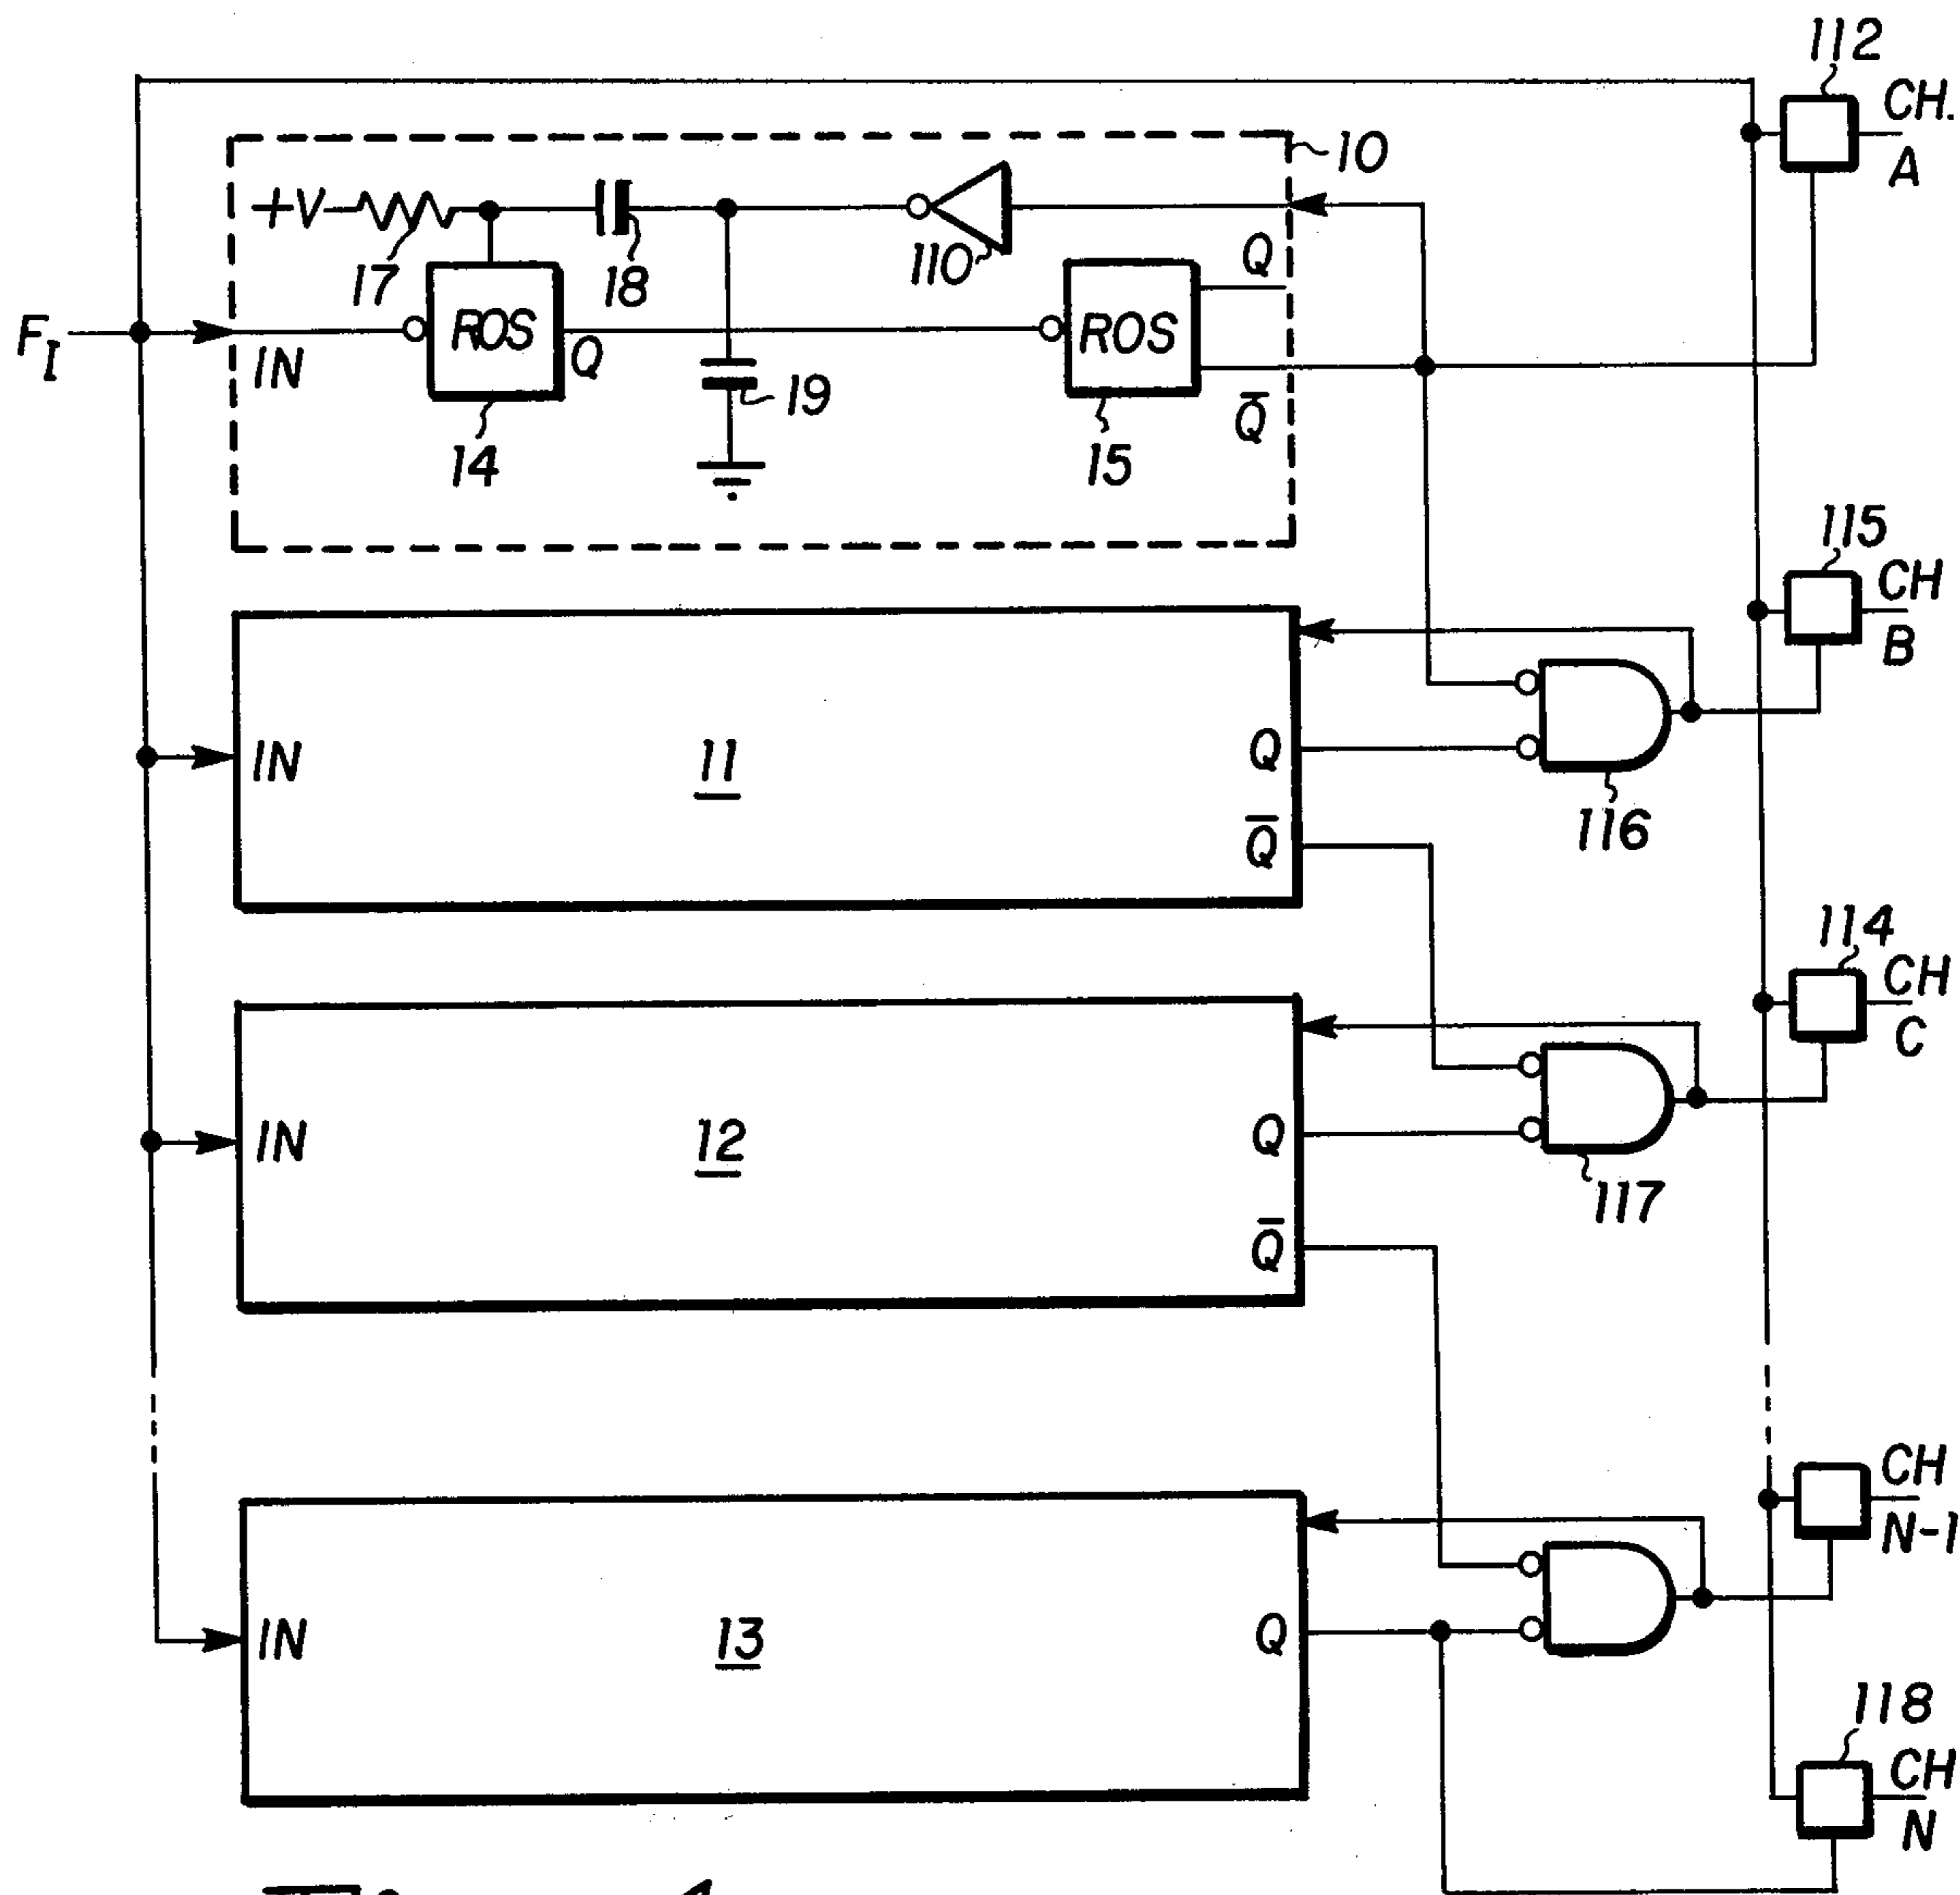 112
CH.
A
10
+V
17
18
110
Q
F_I
IN
ROS
Q
ROS
19
Q̅
14
15
115
CH
B
IN
11
Q
Q̅
116
114
CH
C
IN
12
Q
Q̅
117
CH
N-1
IN
13
Q
118
CH
N